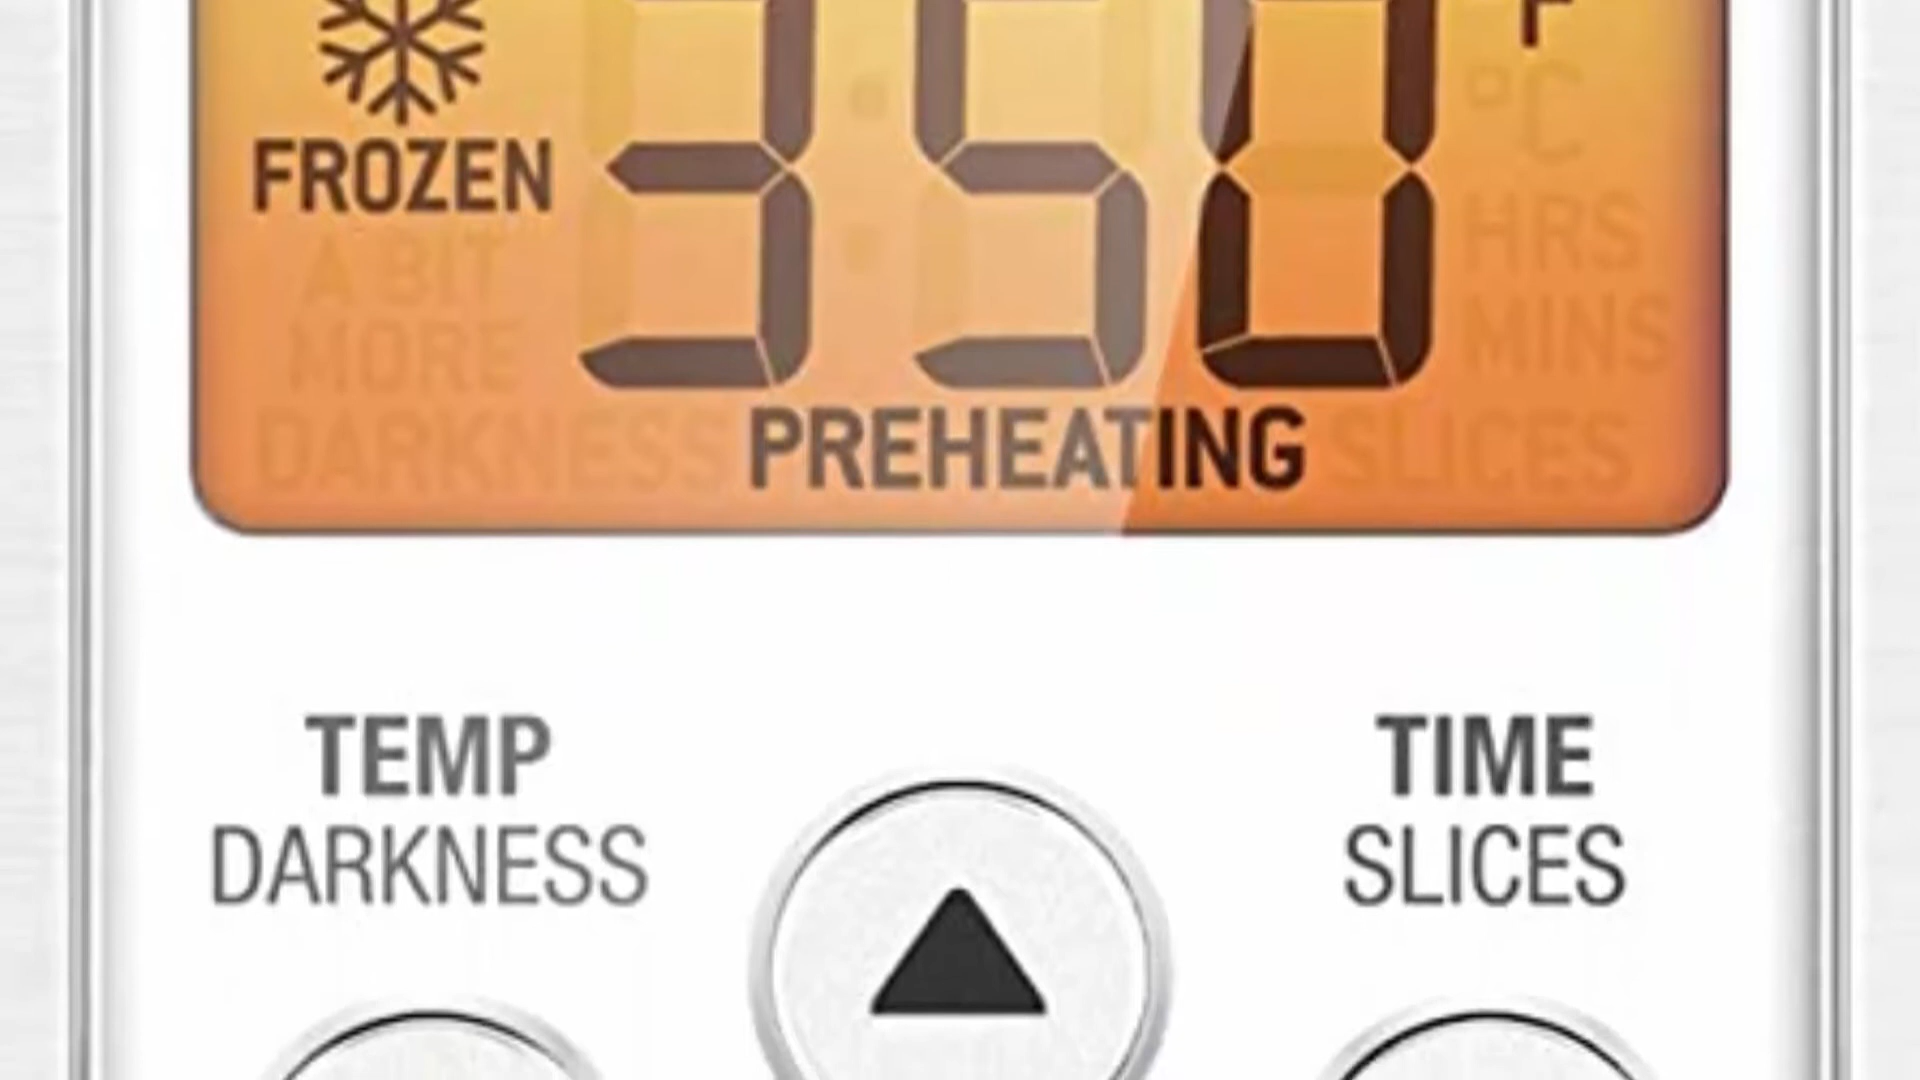 350 °F
°C
FROZEN
HRS
A BIT
MORE
MINS
DARKNESS PREHEATING SLICES
TEMP
DARKNESS
TIME
SLICES